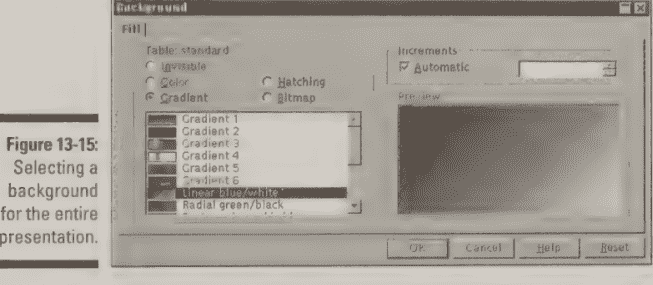 Background
Fill
Table: standard
Invisible
Color
Hatching
Gradient
Bitmap
Gradient 1
Gradient 2
Gradient 3
Gradient 4
Gradient 5
Gradient 6
Linear blue/white
Radial green/black
Increments
Automatic
Preview
OK Cancel Help Reset
Figure 13-15:
Selecting a
background
for the entire
presentation.